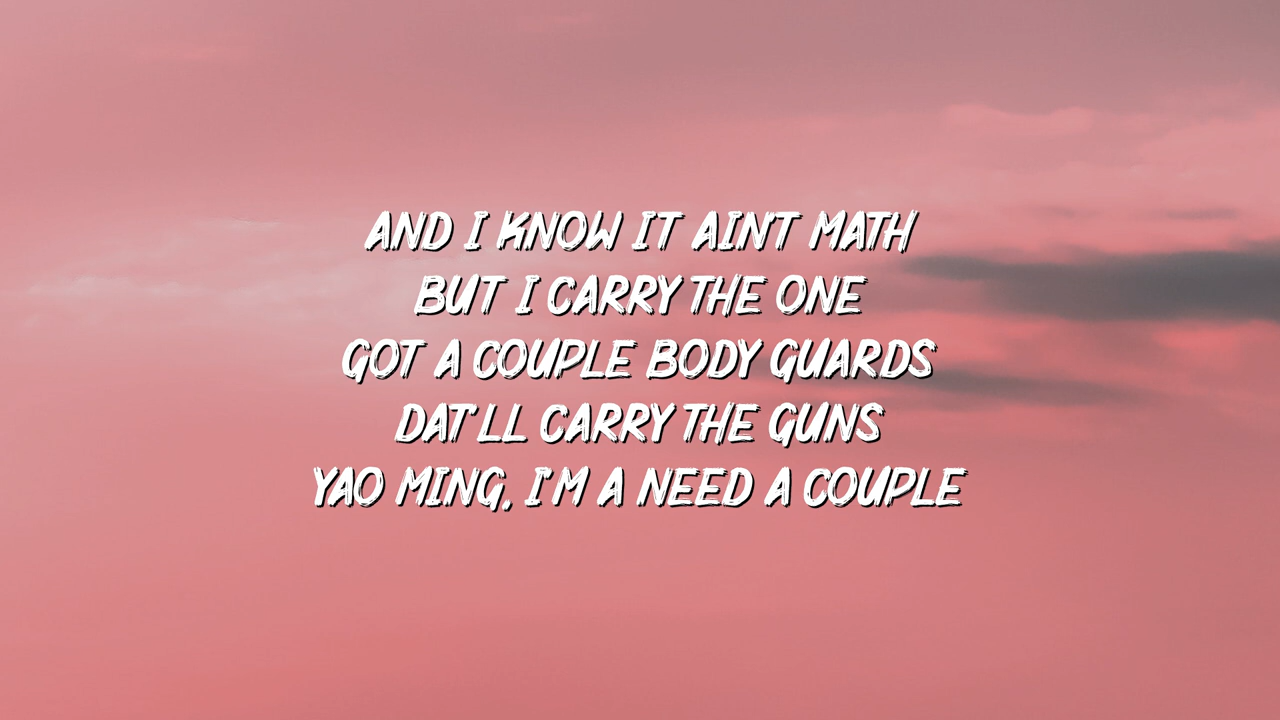 AND I KNOW IT AIN'T MATH
BUT I CARRY THE ONE
GOT A COUPLE BODY GUARDS
DAT'LL CARRY THE GUNS
YAO MING, I'M A NEED A COUPLE